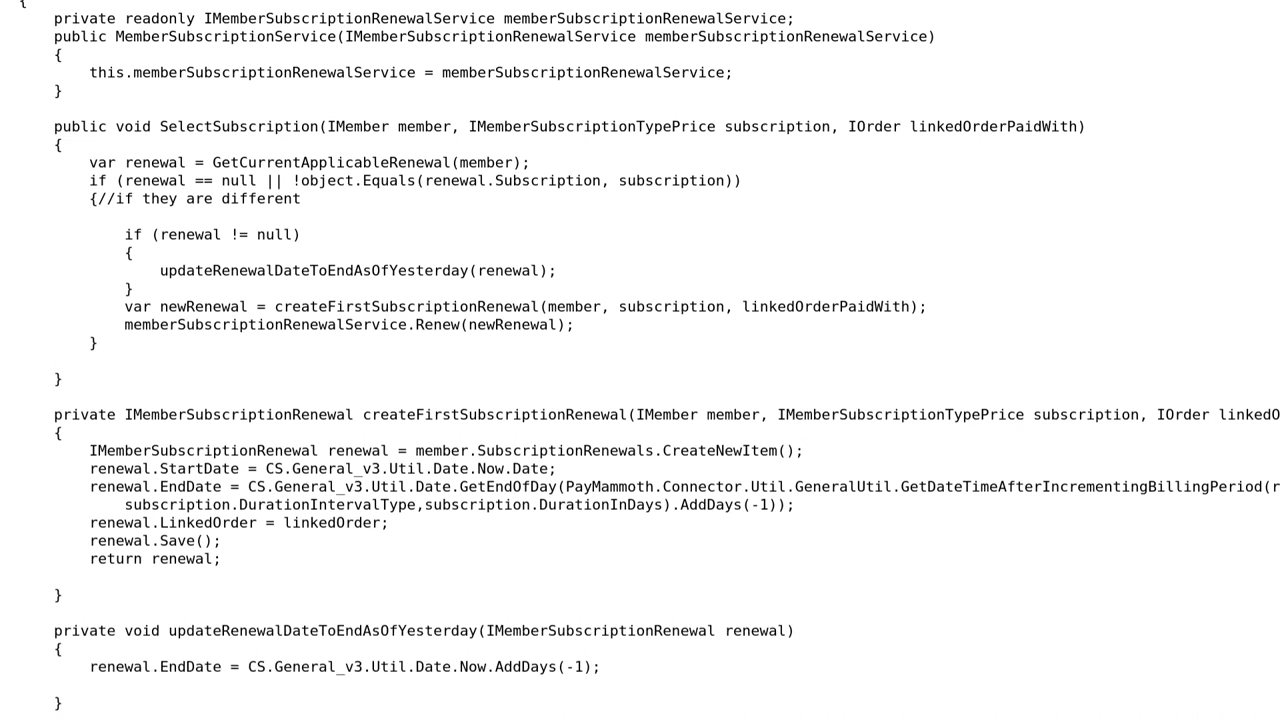 {
private readonly IMemberSubscriptionRenewalService memberSubscriptionRenewalService;
public MemberSubscriptionService(IMemberSubscriptionRenewalService memberSubscriptionRenewalService)
{
this.memberSubscriptionRenewalService = memberSubscriptionRenewalService;
}
public void SelectSubscription(IMember member, IMemberSubscriptionTypePrice subscription, IOrder linkedOrderPaidWith)
{
var renewal = GetCurrentApplicableRenewal(member);
if (renewal == null || !object.Equals(renewal.Subscription, subscription))
{//if they are different
if (renewal != null)
{
updateRenewalDateToEndAsOfYesterday(renewal);
}
var newRenewal = createFirstSubscriptionRenewal(member, subscription, linkedOrderPaidWith);
memberSubscriptionRenewalService.Renew(newRenewal);
}
}
private IMemberSubscriptionRenewal createFirstSubscriptionRenewal(IMember member, IMemberSubscriptionTypePrice subscription, IOrder linkedO
{
IMemberSubscriptionRenewal renewal = member.SubscriptionRenewals.CreateNewItem();
renewal.StartDate = CS.General_v3.Util.Date.Now.Date;
renewal.EndDate = CS.General_v3.Util.Date.GetEndOfDay(PayMammoth.Connector.Util.GeneralUtil.GetDateTimeAfterIncrementingBillingPeriod(r
subscription.DurationIntervalType,subscription.DurationInDays).AddDays(-1));
renewal.LinkedOrder = linkedOrder;
renewal.Save();
return renewal;
}
private void updateRenewalDateToEndAsOfYesterday(IMemberSubscriptionRenewal renewal)
{
renewal.EndDate = CS.General_v3.Util.Date.Now.AddDays(-1);
}